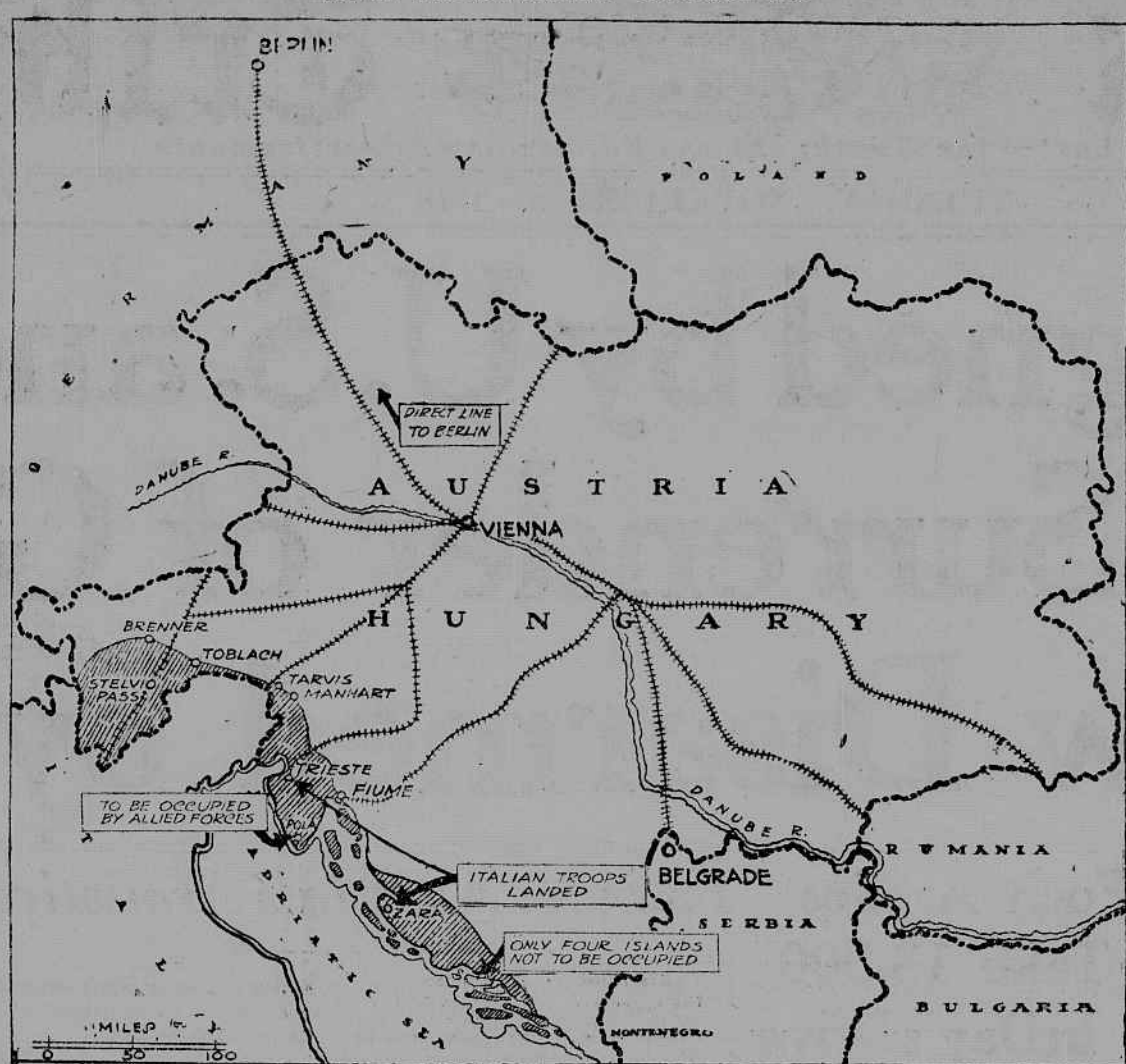 BERLIN
GERMANY
POLAND
DIRECT LINE
TO BERLIN
DANUBE R.
AUSTRIA
VIENNA
HUNGARY
BRENNER
TOBLACH
STELVIO
PASS
TARVIS
MANHART
TRIESTE
FIUME
TO BE OCCUPIED
BY ALLIED FORCES
POLA
DANUBE R.
RUMANIA
ITALIAN TROOPS
LANDED
BELGRADE
ZARA
SERBIA
ONLY FOUR ISLANDS
NOT TO BE OCCUPIED
ITALY
ADRIATIC SEA
BULGARIA
MONTENEGRO
MILES
0 50 100